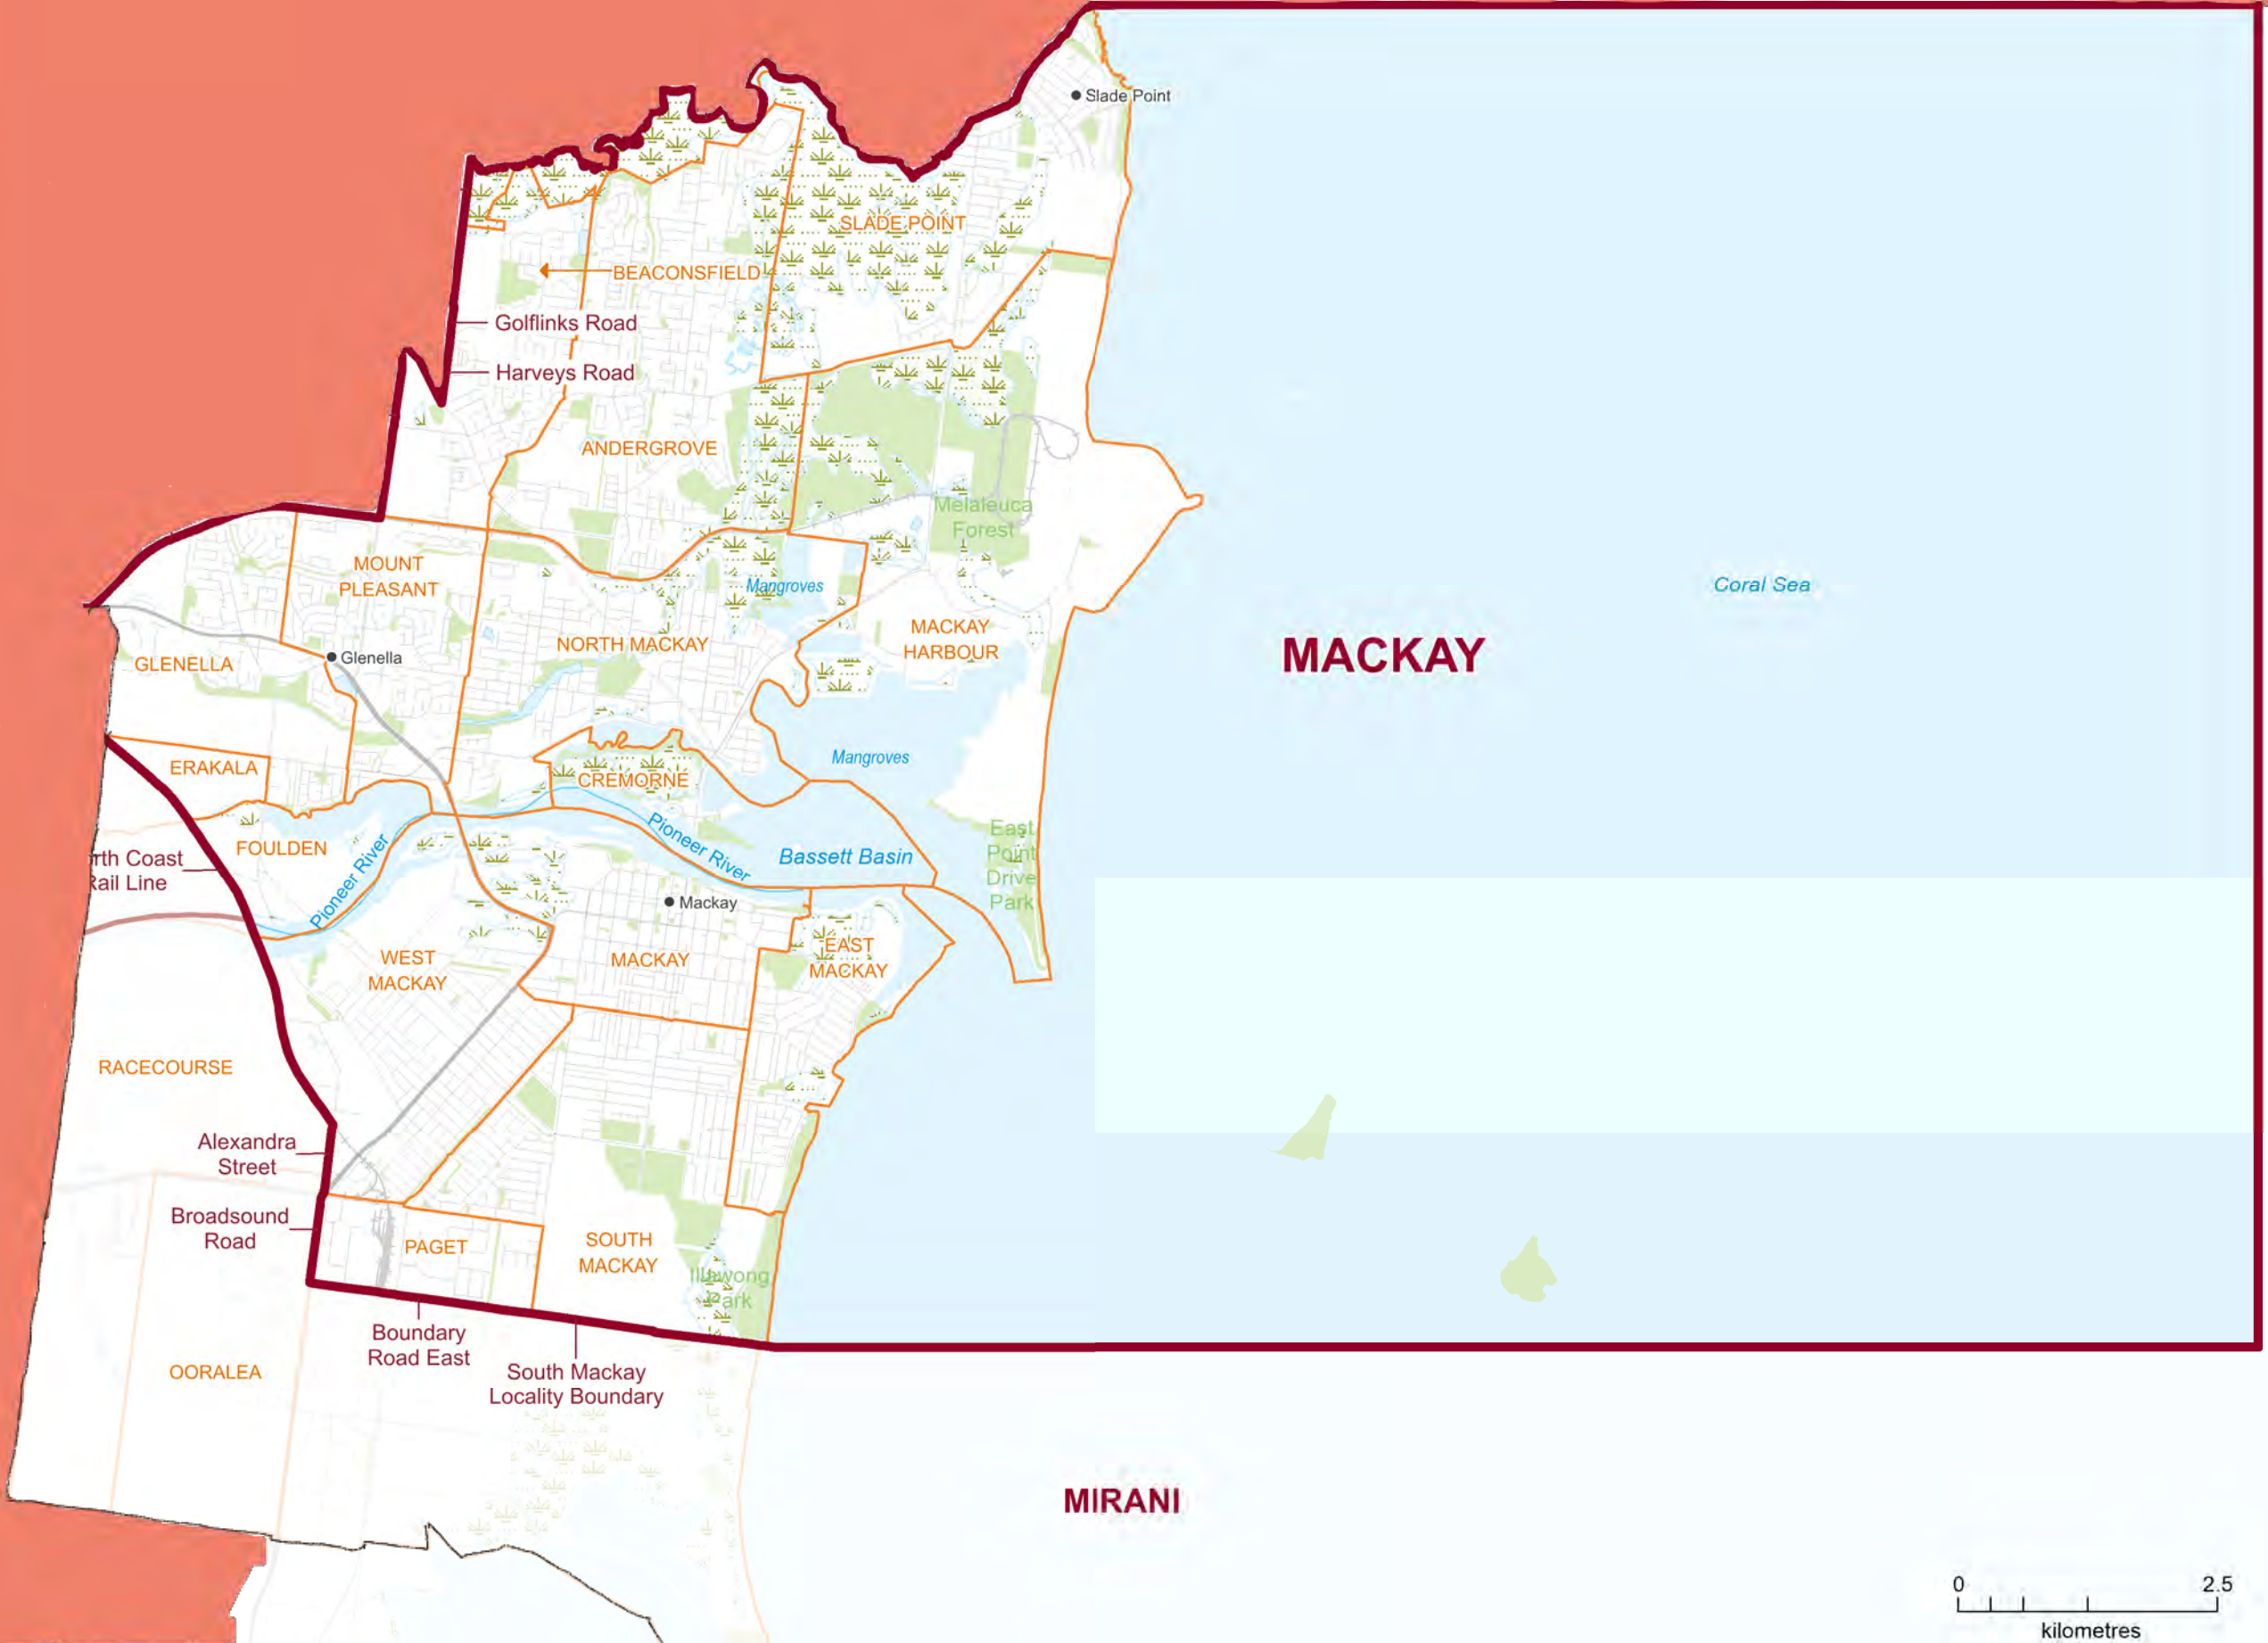 Slade Point
SLADE POINT
BEACONSFIELD
Golflinks Road
Harveys Road
ANDERGROVE
Melaleuca
Forest
MOUNT
PLEASANT
Mangroves
Coral Sea
MACKAY
HARBOUR
NORTH MACKAY
MACKAY
Glenella
GLENELLA
Mangroves
ERAKALA
CREMORNE
Pioneer River
East
Point
Drive
Park
FOULDEN
Pioneer River
Bassett Basin
rth Coast
Rail Line
Mackay
WEST
MACKAY
MACKAY
EAST
MACKAY
RACECOURSE
Alexandra
Street
Broadsound
Road
PAGET
SOUTH
MACKAY
Illawong
Park
Boundary
Road East
South Mackay
Locality Boundary
OORALEA
MIRANI
0 2.5
kilometres